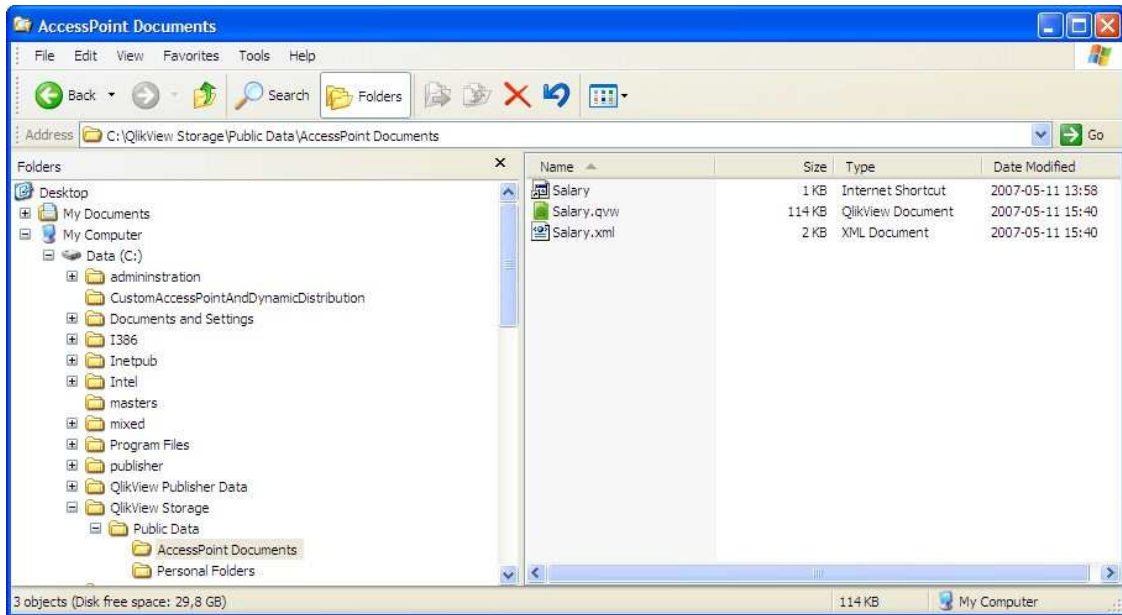 AccessPoint Documents
File Edit View Favorites Tools Help
Back Search Folders
Address C:\QlikView Storage\Public Data\AccessPoint Documents Go
Folders
Desktop
My Documents
My Computer
Data (C:)
admininstration
CustomAccessPointAndDynamicDistribution
Documents and Settings
I386
Inetpub
Intel
masters
mixed
Program Files
publisher
QlikView Publisher Data
QlikView Storage
Public Data
AccessPoint Documents
Personal Folders
Name Size Type Date Modified
Salary 1 KB Internet Shortcut 2007-05-11 13:58
Salary.qvw 114 KB QlikView Document 2007-05-11 15:40
Salary.xml 2 KB XML Document 2007-05-11 15:40
3 objects (Disk free space: 29,8 GB) 114 KB My Computer